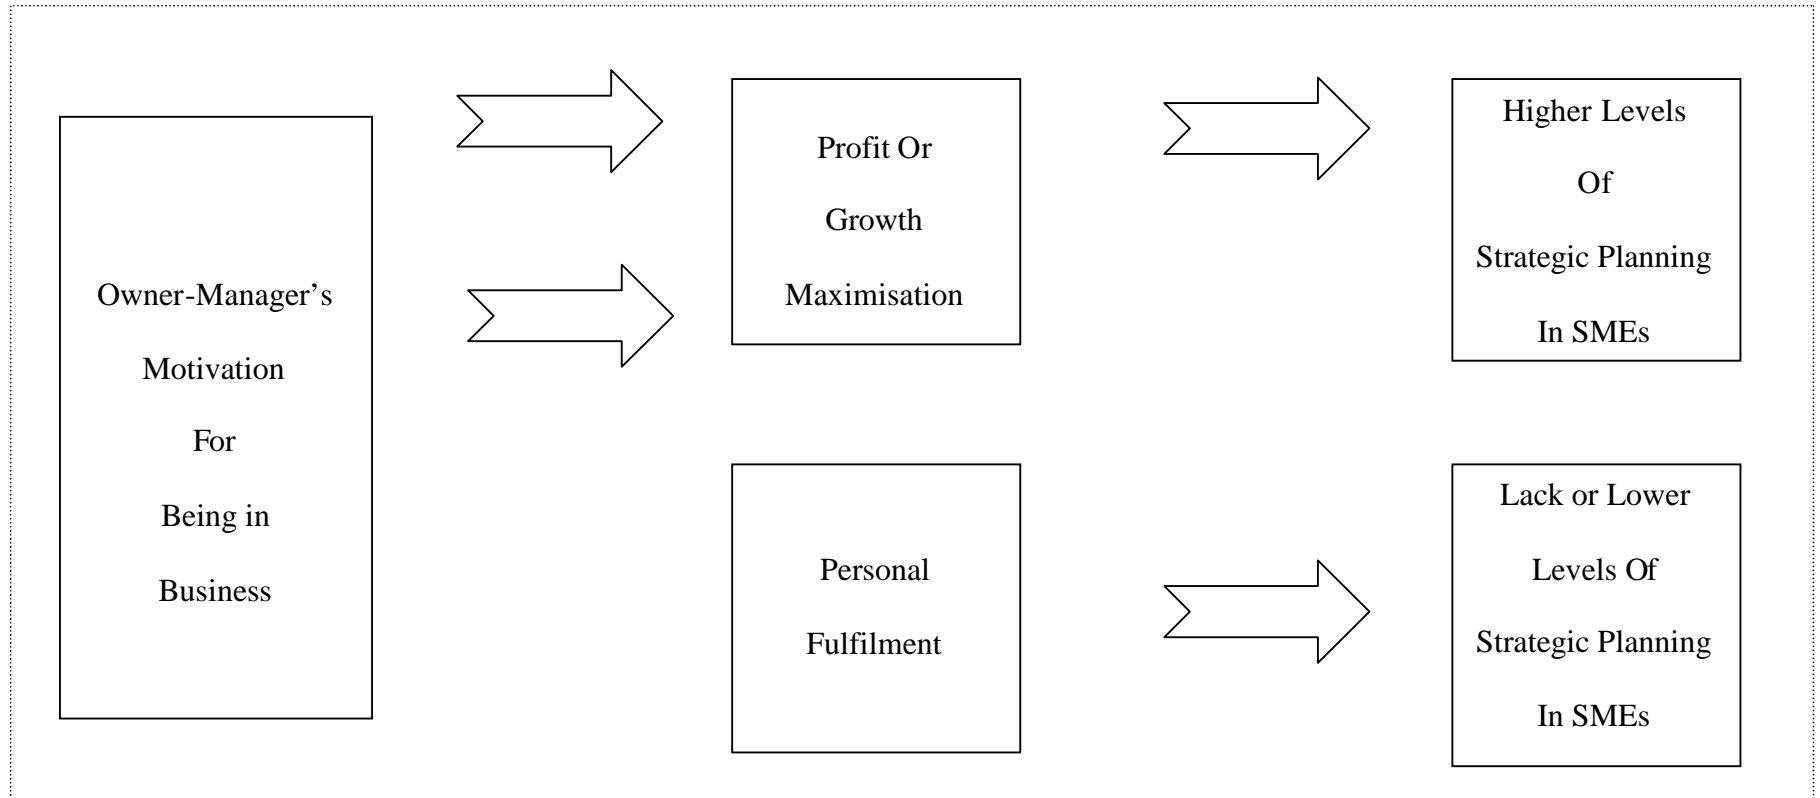 Owner-Manager’s
Motivation
For
Being in
Business
Profit Or
Growth
Maximisation
Personal
Fulfilment
Higher Levels
Of
Strategic Planning
In SMEs
Lack or Lower
Levels Of
Strategic Planning
In SMEs